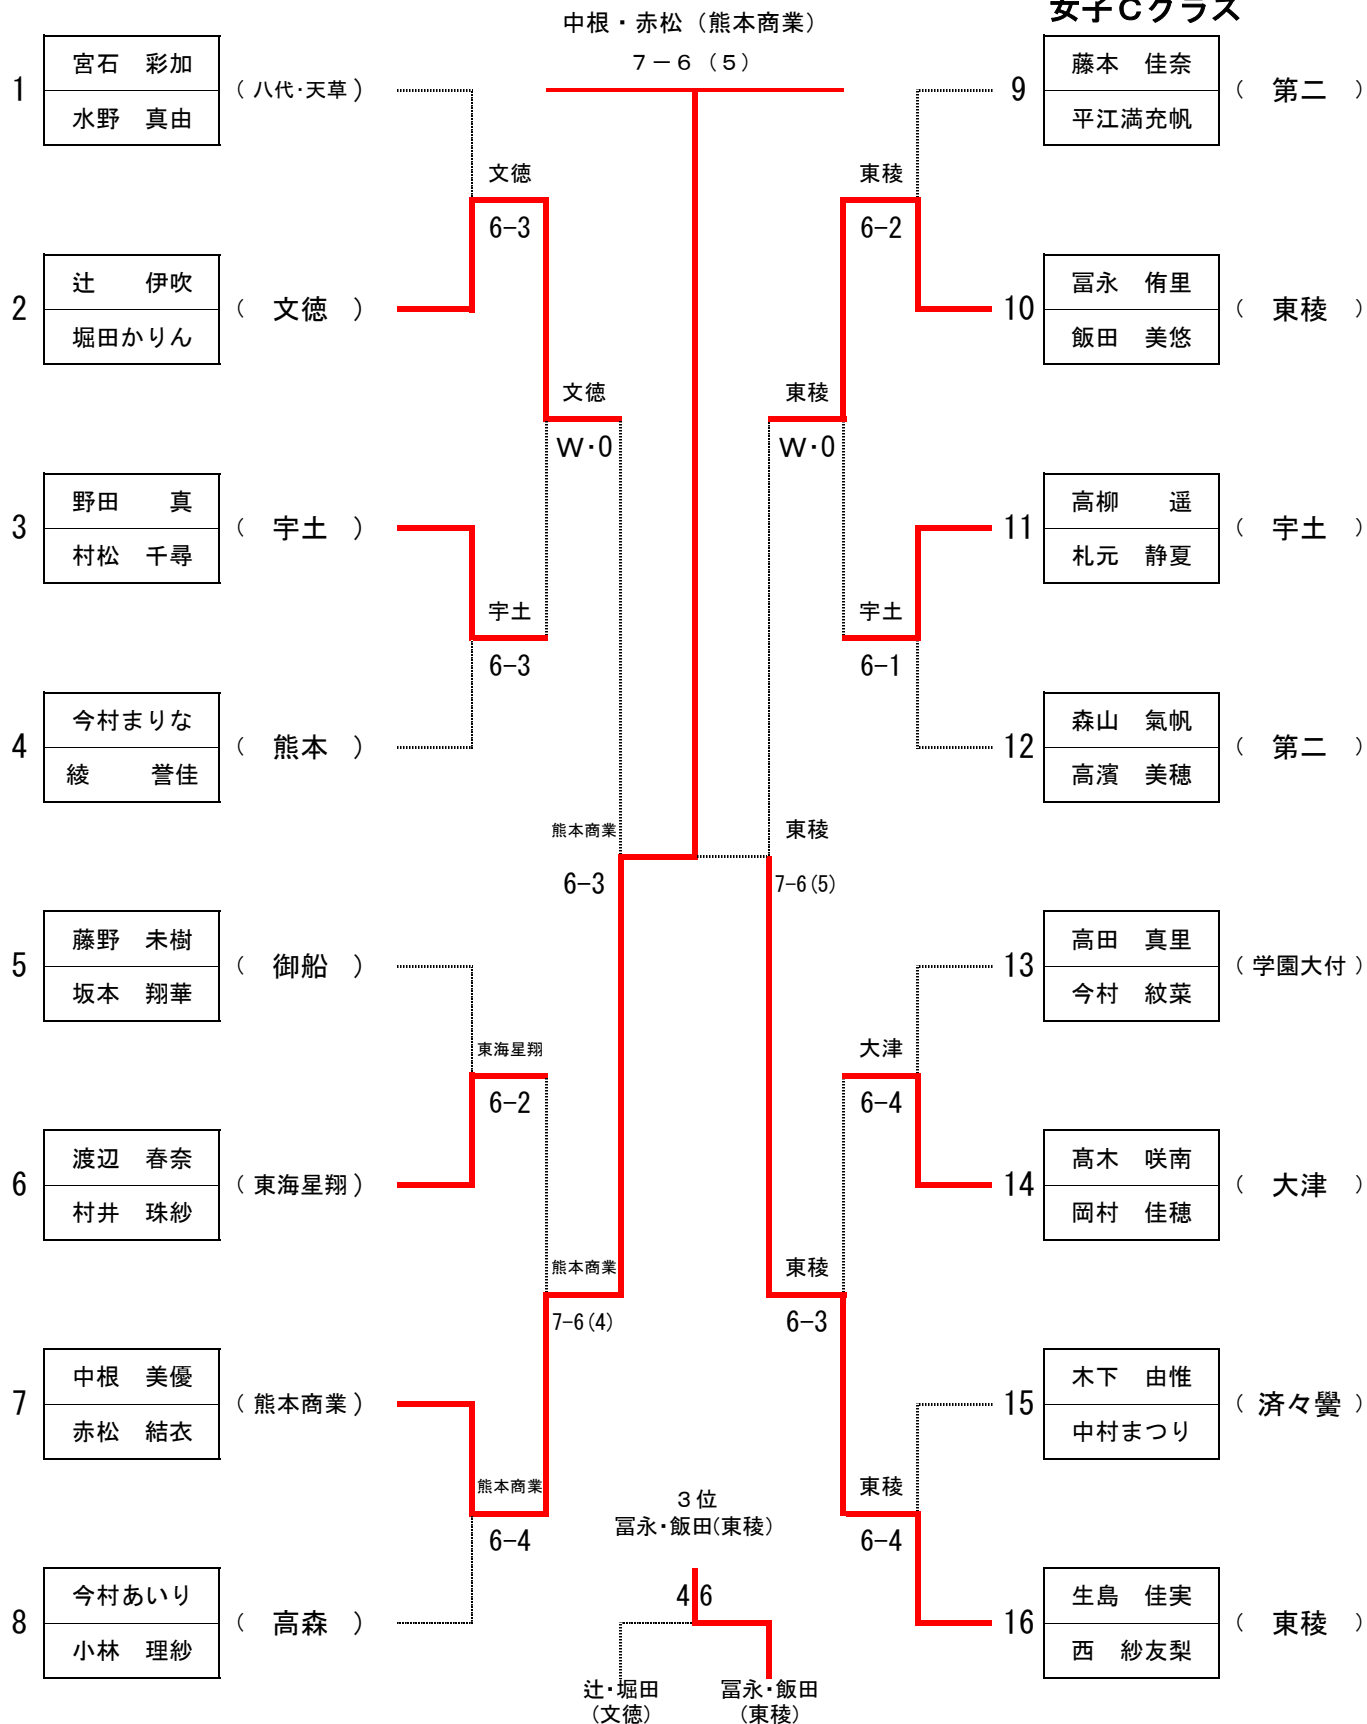 女子Cクラス
中根・赤松（熊本商業）
７－６（５）
1
宮石　彩加
水野　真由
（ 八代・天草 ）
文徳
6-3
2
辻　　伊吹
堀田かりん
（　文徳　）
文徳
W・0
3
野田　　真
村松　千尋
（　宇土　）
宇土
6-3
4
今村まりな
綾　　誉佳
（　熊本　）
熊本商業
6-3
5
藤野　未樹
坂本　翔華
（　御船　）
東海星翔
6-2
6
渡辺　春奈
村井　珠紗
（ 東海星翔 ）
熊本商業
7-6(4)
7
中根　美優
赤松　結衣
（ 熊本商業 ）
熊本商業
6-4
8
今村あいり
小林　理紗
（　高森　）
9
藤本　佳奈
平江満充帆
（　第二　）
東稜
6-2
10
冨永　侑里
飯田　美悠
（　東稜　）
東稜
W・0
11
高柳　　遥
札元　静夏
（　宇土　）
宇土
6-1
12
森山　氣帆
高濱　美穂
（　第二　）
東稜
7-6(5)
13
高田　真里
今村　紋菜
（ 学園大付 ）
大津
6-4
14
髙木　咲南
岡村　佳穂
（　大津　）
東稜
6-3
15
木下　由惟
中村まつり
（ 済々黌 ）
東稜
6-4
16
生島　佳実
西　紗友梨
（　東稜　）
３位
冨永・飯田(東稜)
4 6
辻・堀田
(文徳)
冨永・飯田
(東稜)